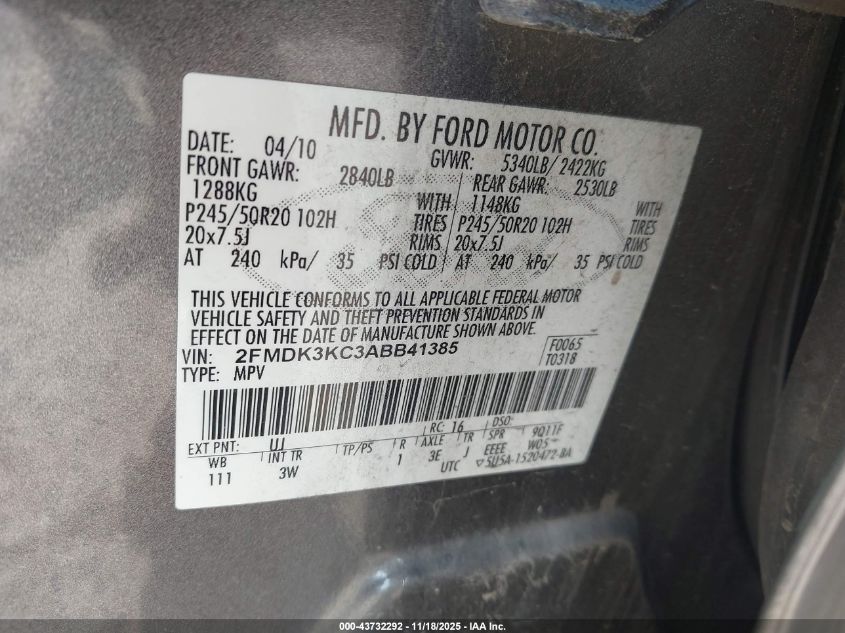 MFD. BY FORD MOTOR CO.
DATE: 04/10 GVWR: 5340LB/ 2422KG
FRONT GAWR: 2840LB REAR GAWR: 2530LB
1288KG WITH 1148KG WITH
P245/50R20 102H TIRES P245/50R20 102H TIRES
20x7.5J RIMS 20x7.5J RIMS
AT 240 kPa/ 35 PSI COLD AT 240 kPa/ 35 PSI COLD
THIS VEHICLE CONFORMS TO ALL APPLICABLE FEDERAL MOTOR
VEHICLE SAFETY AND THEFT PREVENTION STANDARDS IN
EFFECT ON THE DATE OF MANUFACTURE SHOWN ABOVE.
VIN: 2FMDK3KC3ABB41385 F0065
TYPE: MPV T0318
RC: 16 DSO:
EXT PNT: UJ TP/PS R AXLE TR SPR 9Q11F
WB INT TR 1 3E J EEEE W05
111 3W UTC ▽5U5A-1520472-BA
000-43732292 — 11/18/2025 — IAA Inc.